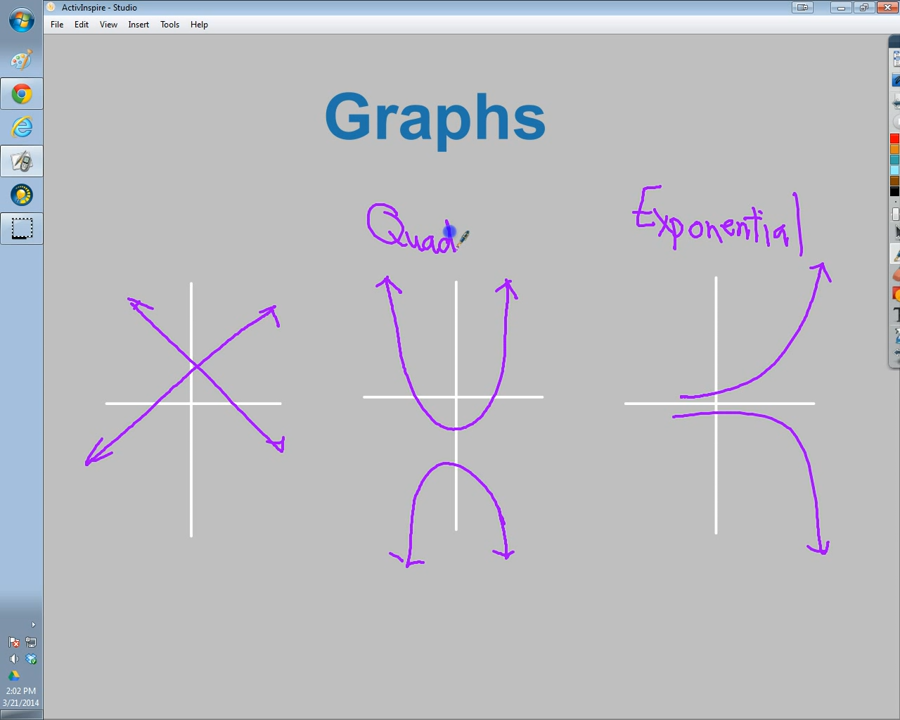 ActivInspire - Studio
File Edit View Insert Tools Help
Graphs
Quad
Exponential
2:02 PM
3/21/2014